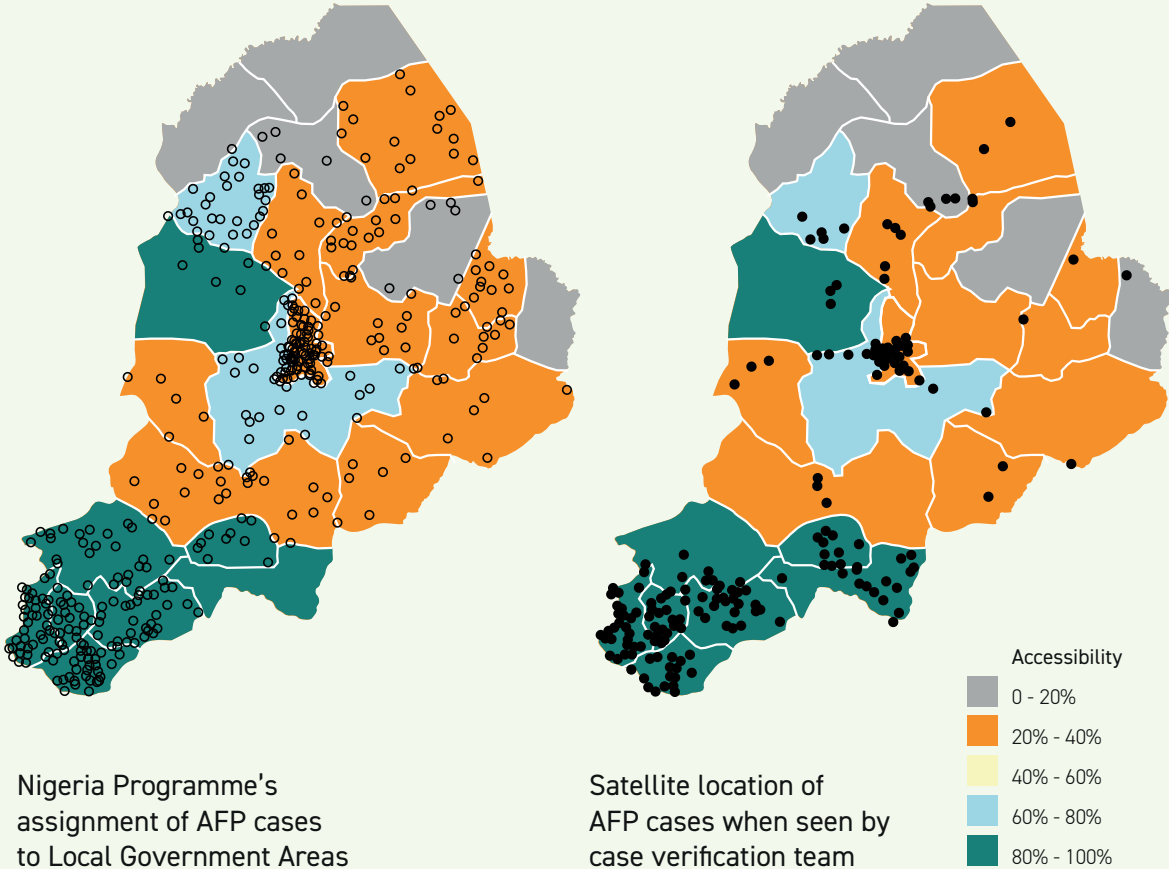 Nigeria Programme's
assignment of AFP cases
to Local Government Areas
Satellite location of
AFP cases when seen by
case verification team
Accessibility
0 - 20%
20% - 40%
40% - 60%
60% - 80%
80% - 100%